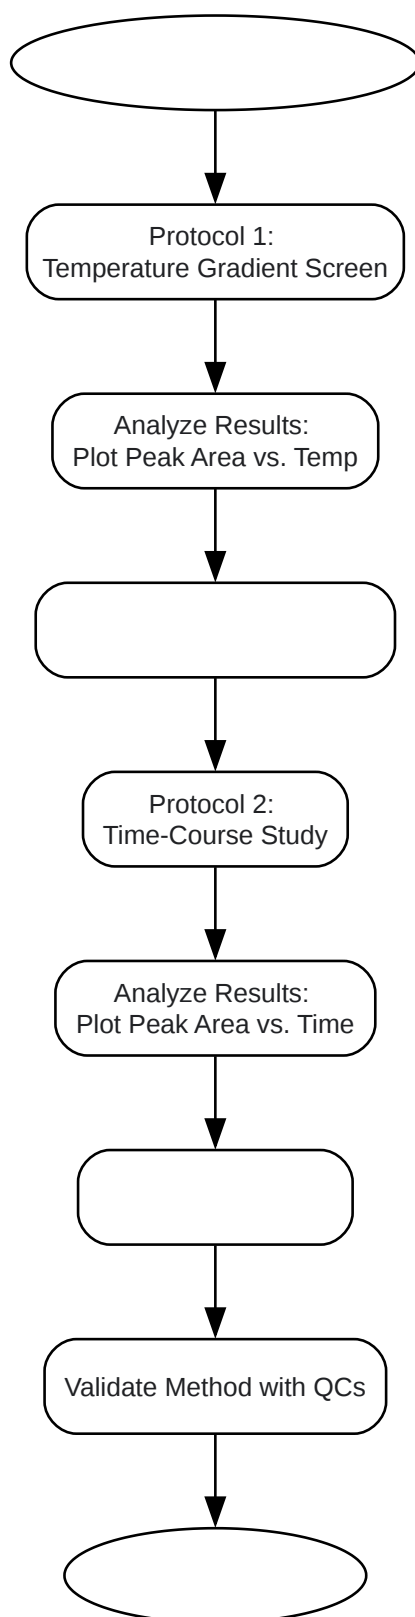 Protocol 1:
Temperature Gradient Screen
Analyze Results:
Plot Peak Area vs. Temp
Protocol 2:
Time-Course Study
Analyze Results:
Plot Peak Area vs. Time
Validate Method with QCs